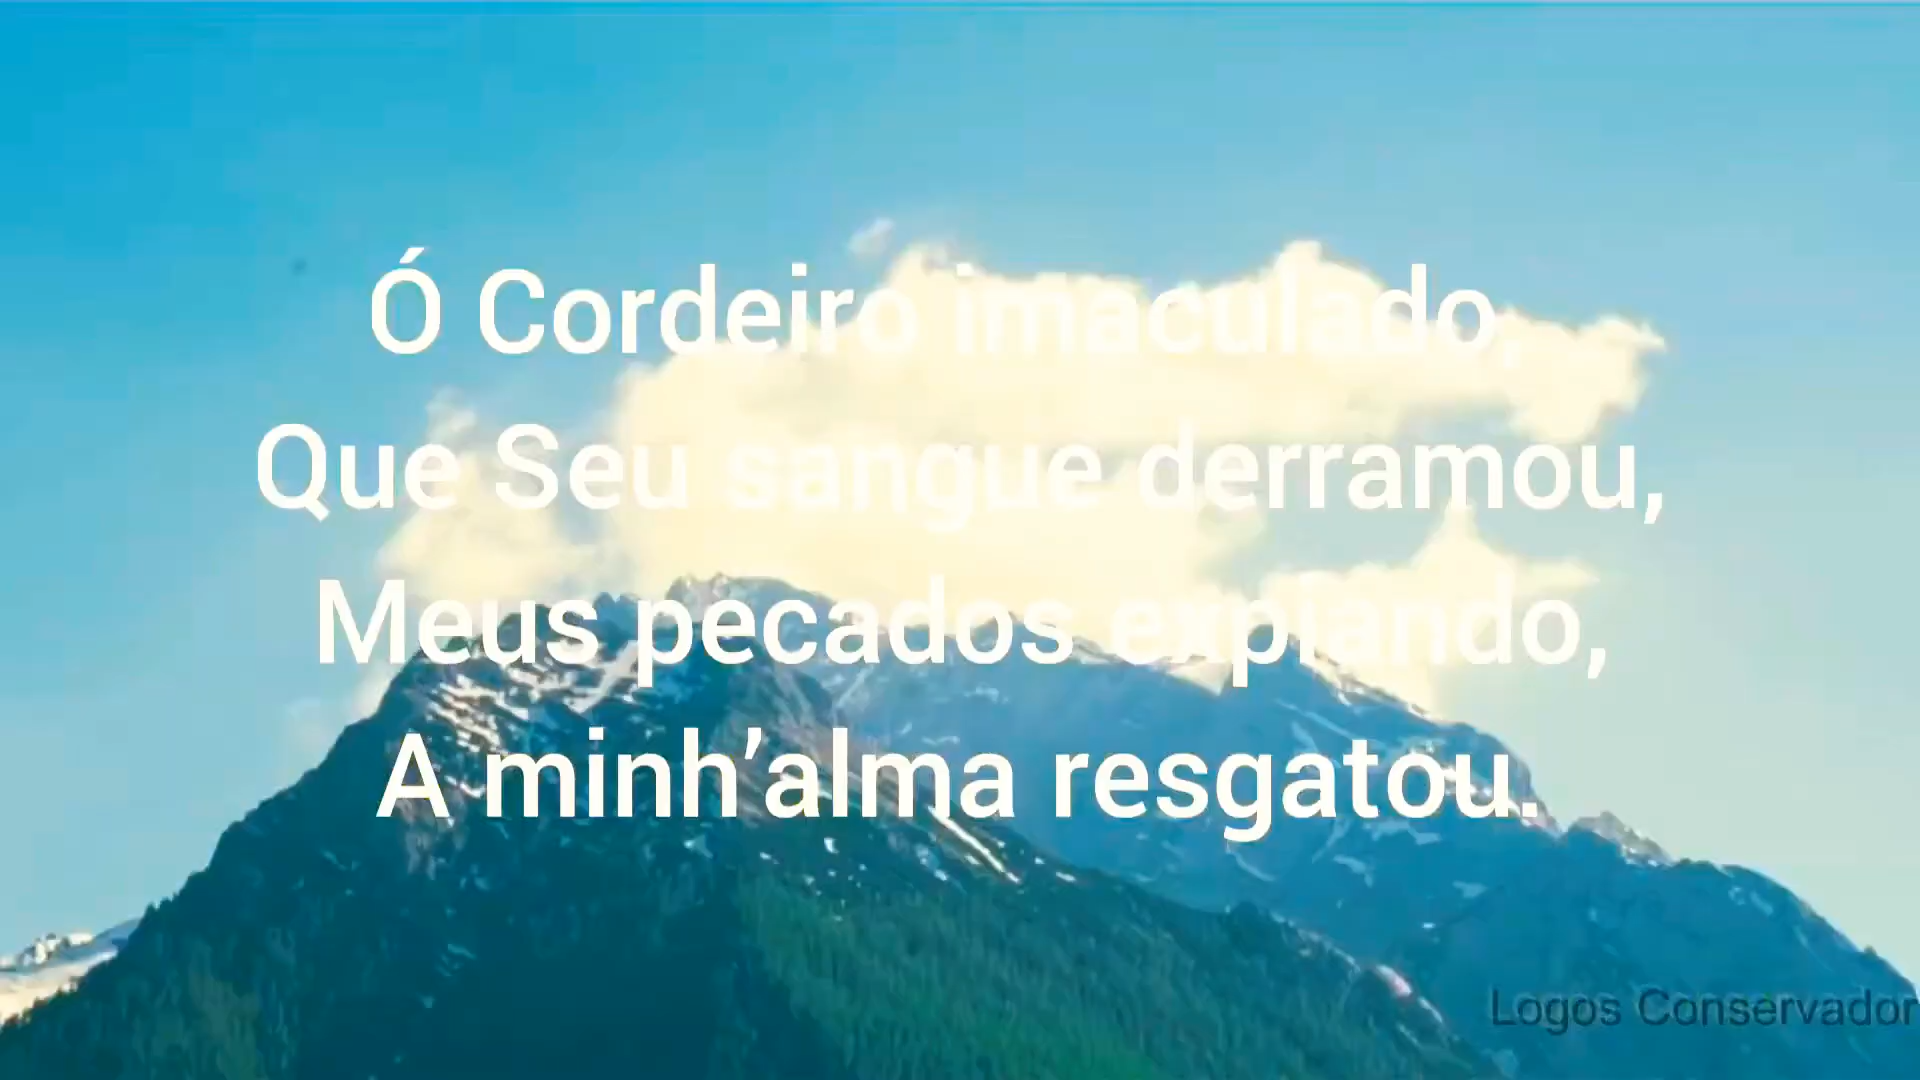 Ó Cordeiro imaculado,
Que Seu sangue derramou,
Meus pecados expiando,
A minh’alma resgatou.
Logos Conservador